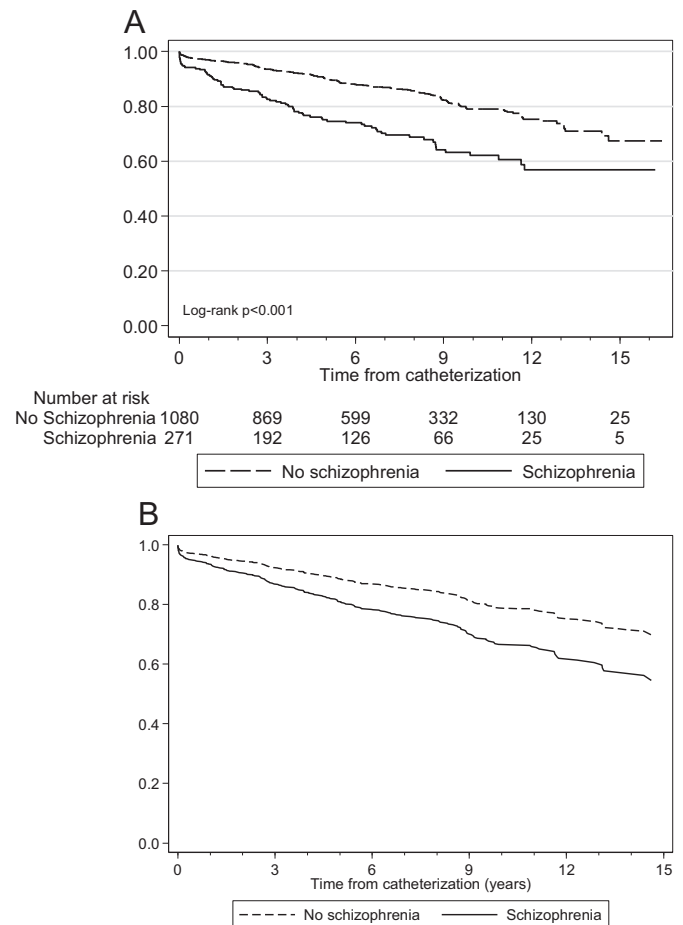 A
1.00
0.80
0.60
0.40
0.20
0.00
Log-rank p<0.001
0 3 6 9 12 15
Time from catheterization
Number at risk
No Schizophrenia 1080 869 599 332 130 25
Schizophrenia 271 192 126 66 25 5
No schizophrenia Schizophrenia
B
1.0
0.8
0.6
0.4
0.8
0.0
0 3 6 9 12 15
Time from catheterization (years)
No schizophrenia Schizophrenia